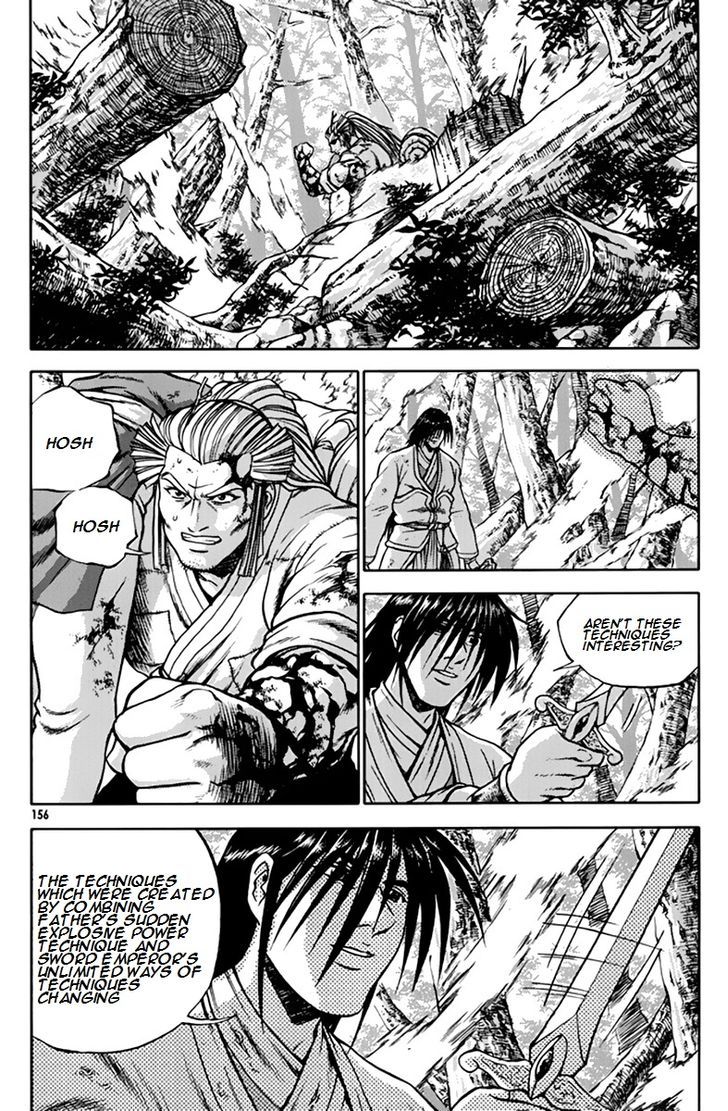 HOSH
HOSH
AREN'T THESE
TECHNIQUES
INTERESTING?
156
THE TECHNIQUES
WHICH WERE CREATED
BY COMBINING
FATHER'S SUDDEN
EXPLOSIVE POWER
TECHNIQUE AND
SWORD EMPEROR'S
UNLIMITED WAYS OF
TECHNIQUES
CHANGING